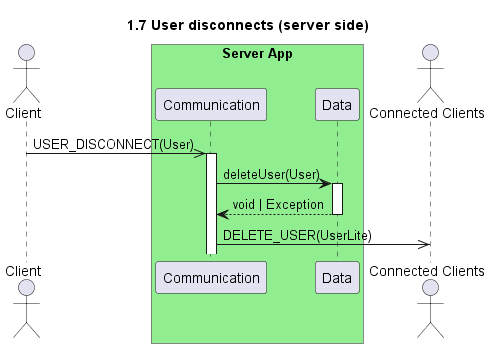 1.7 User disconnects (server side)
Server App
Client
Communication
Data
Connected Clients
USER_DISCONNECT(User)
deleteUser(User)
void | Exception
DELETE_USER(UserLite)
Client
Communication
Data
Connected Clients